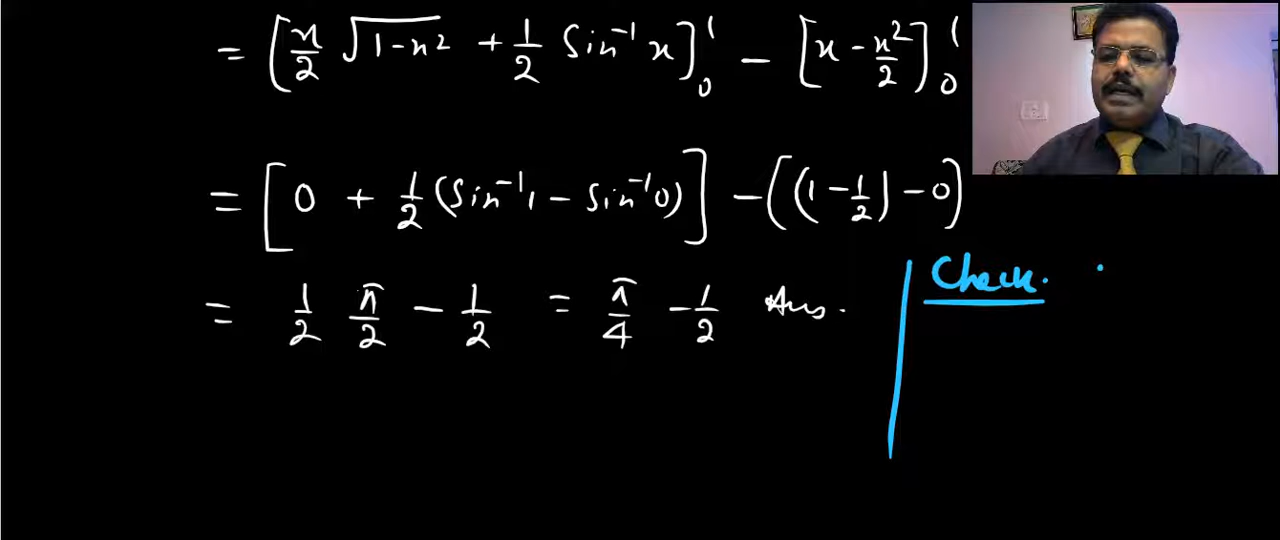 = [x/2 √1-x² + 1/2 Sin⁻¹ x]₀¹ - [x - x²/2]₀¹
= [0 + 1/2 (Sin⁻¹1 - Sin⁻¹0)] - ((1 - 1/2) - 0)
= 1/2 π/2 - 1/2 = π/4 - 1/2 Ans.
Check.